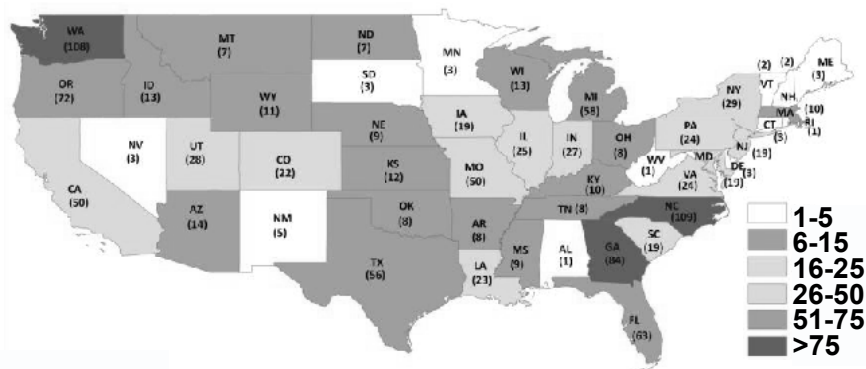 WA
(108)
OR
(72)
CA
(50)
NV
(3)
ID
(13)
MT
(7)
WY
(11)
UT
(28)
CO
(22)
AZ
(14)
NM
(5)
ND
(7)
SD
(3)
NE
(9)
KS
(12)
OK
(8)
TX
(56)
MN
(3)
IA
(19)
MO
(50)
AR
(8)
LA
(23)
WI
(13)
IL
(25)
MI
(58)
IN
(27)
OH
(8)
KY
(10)
TN (8)
MS
(9)
AL
(1)
GA
(84)
FL
(63)
SC
(19)
NC
(109)
VA
(24)
WV
(1)
PA
(24)
NY
(29)
(2)
VT
(2)
NH
ME
(3)
MA
(10)
RI
(1)
CT
(3)
NJ
(19)
DE
(3)
MD
(19)
1-5
6-15
16-25
26-50
51-75
>75